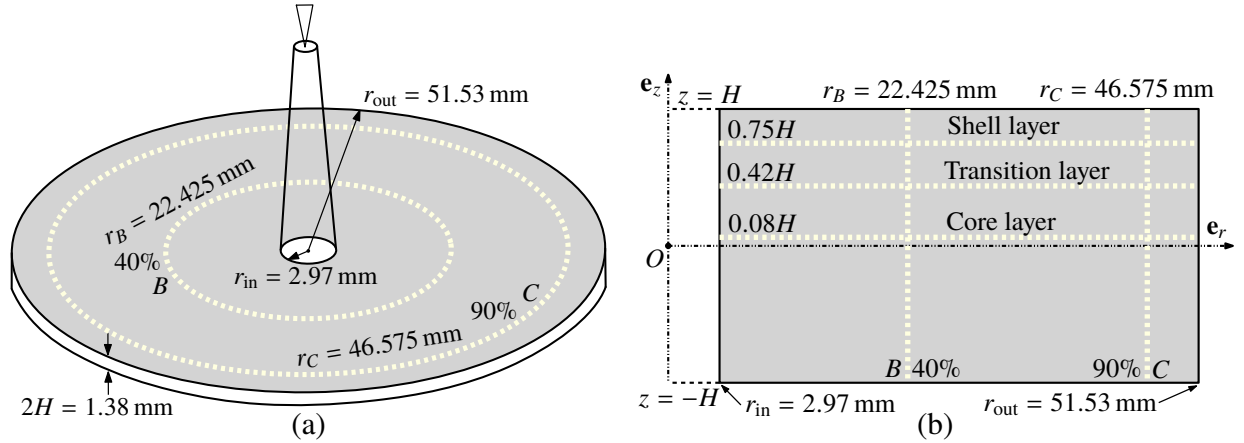 r_out = 51.53 mm
r_B = 22.425 mm
40%
B
r_in = 2.97 mm
C
90%
r_C = 46.575 mm
2H = 1.38 mm
(a)
e_z
z = H
r_B = 22.425 mm
r_C = 46.575 mm
0.75H
Shell layer
0.42H
Transition layer
0.08H
Core layer
e_r
O
B 40%
90% C
z = −H
r_in = 2.97 mm
r_out = 51.53 mm
(b)